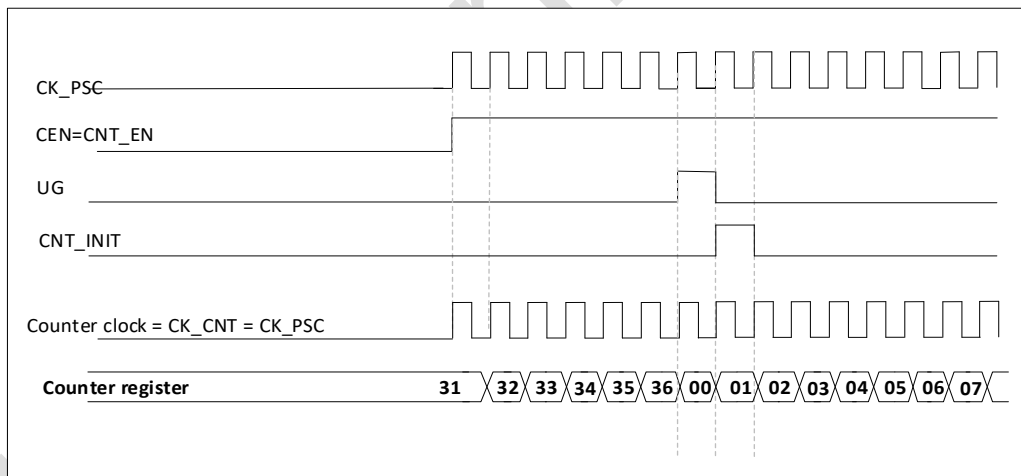 CK_PSC
CEN=CNT_EN
UG
CNT_INIT
Counter clock = CK_CNT = CK_PSC
Counter register 31 32 33 34 35 36 00 01 02 03 04 05 06 07